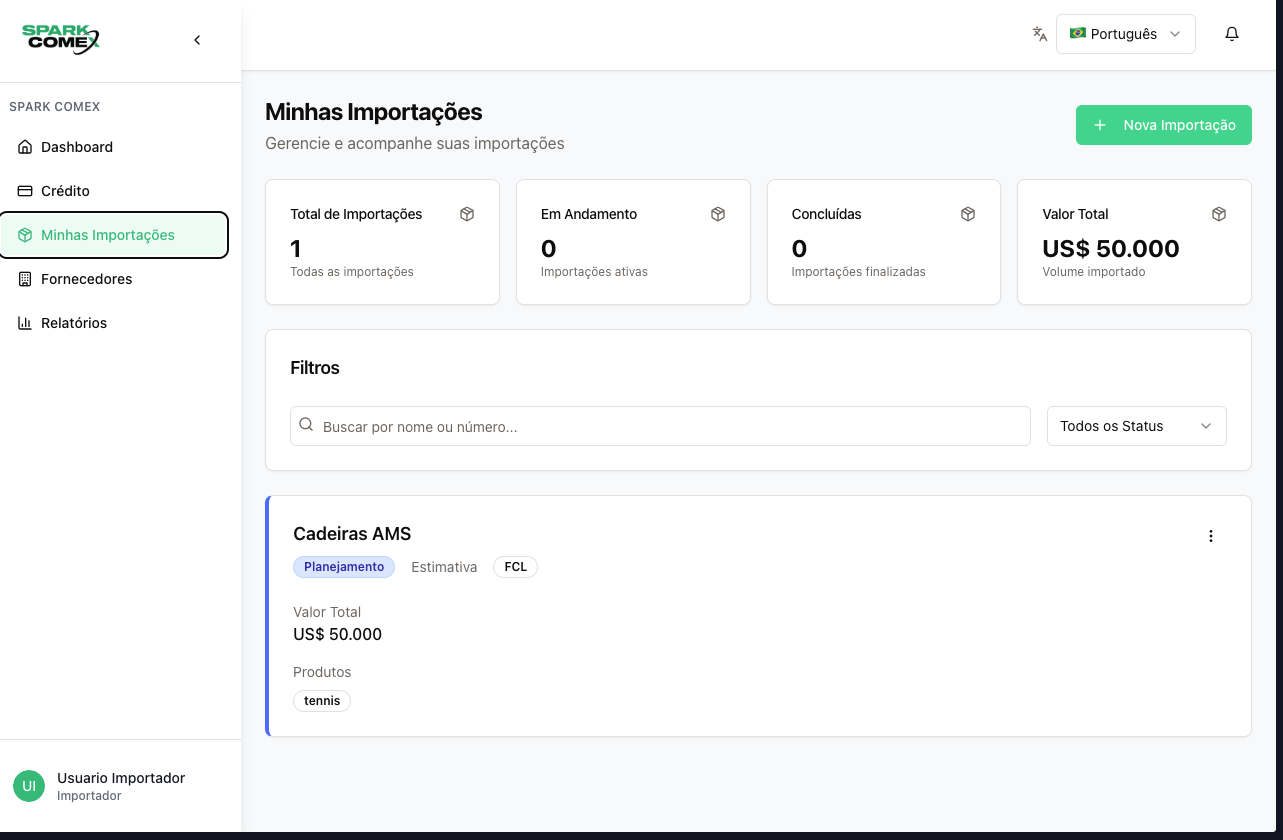 SPARK
COMEX
Português
SPARK COMEX
Dashboard
Crédito
Minhas Importações
Fornecedores
Relatórios
UI
Usuario Importador
Importador
Minhas Importações
Gerencie e acompanhe suas importações
Nova Importação
Total de Importações
1
Todas as importações
Em Andamento
0
Importações ativas
Concluídas
0
Importações finalizadas
Valor Total
US$ 50.000
Volume importado
Filtros
Buscar por nome ou número...
Todos os Status
Cadeiras AMS
Planejamento Estimativa FCL
Valor Total
US$ 50.000
Produtos
tennis